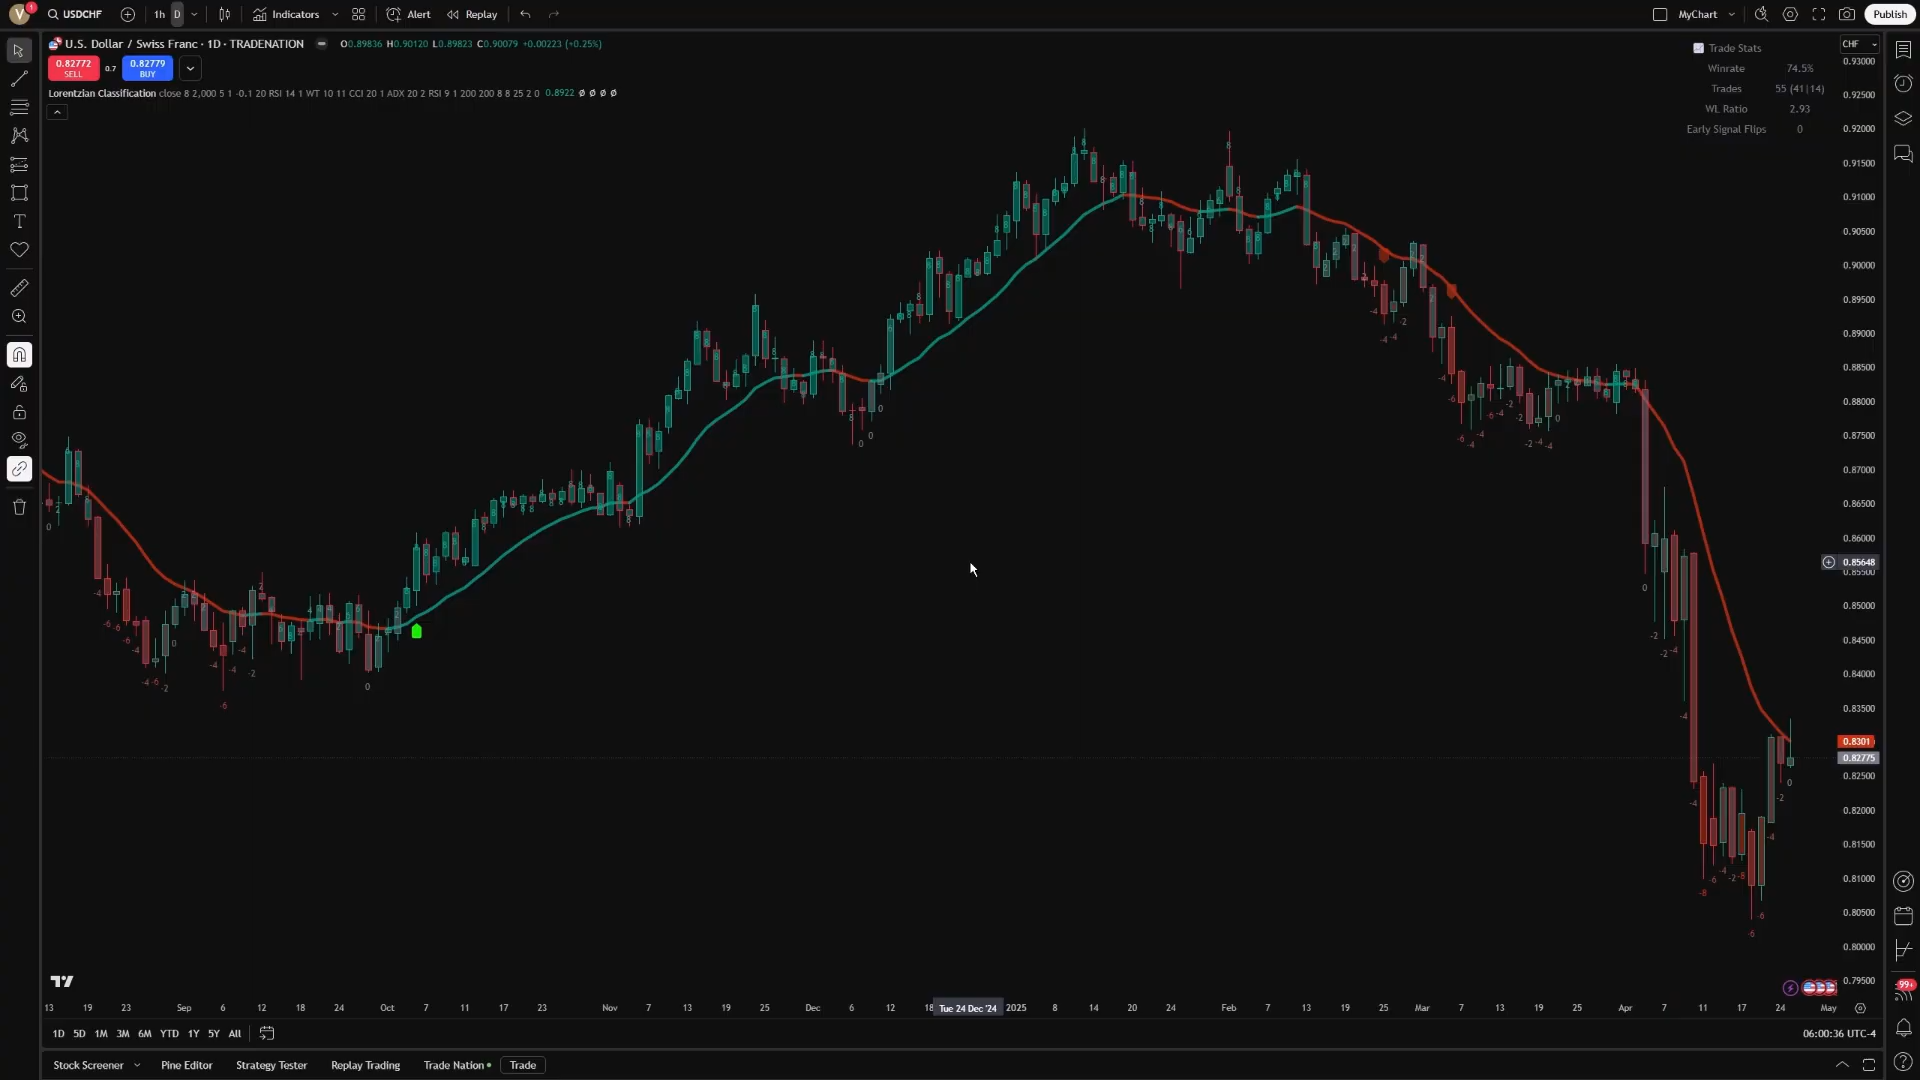 V 1 USDCHF 1h D Indicators Alert Replay MyChart Publish
U.S. Dollar / Swiss Franc · 1D · TRADENATION O0.89836 H0.90120 L0.89823 C0.90079 +0.00223 (+0.25%)
0.82772 SELL 0.7 0.82779 BUY
Lorentzian Classification close 8 2,000 5 1 -0.1 20 RSI 14 1 WT 10 11 CCI 20 1 ADX 20 2 RSI 9 1 200 200 8 8 25 2 0 0.8922 Ø Ø Ø Ø
Trade Stats
Winrate 74.5%
Trades 55 (41|14)
WL Ratio 2.93
Early Signal Flips 0
CHF
0.93000
0.92500
0.92000
0.91500
0.91000
0.90500
0.90000
0.89500
0.89000
0.88500
0.88000
0.87500
0.87000
0.86500
0.86000
0.85648
0.85500
0.85000
0.84500
0.84000
0.83500
0.8301
0.82775
0.82500
0.82000
0.81500
0.81000
0.80500
0.80000
0.79500
99+
13 19 23 Sep 6 12 18 24 Oct 7 11 17 23 Nov 7 13 19 25 Dec 6 12 18 Tue 24 Dec '24 2025 8 14 20 24 Feb 7 13 19 25 Mar 7 13 19 25 Apr 7 11 17 24 May
1D 5D 1M 3M 6M YTD 1Y 5Y All 06:00:36 UTC-4
Stock Screener Pine Editor Strategy Tester Replay Trading Trade Nation Trade